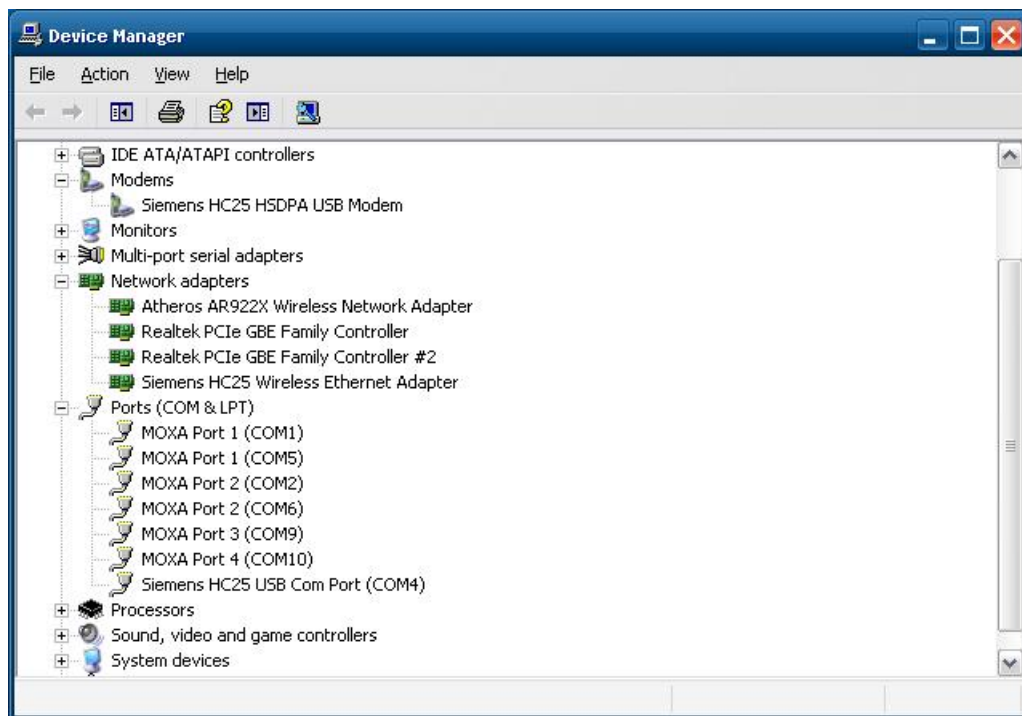 Device Manager
File Action View Help
IDE ATA/ATAPI controllers
Modems
Siemens HC25 HSDPA USB Modem
Monitors
Multi-port serial adapters
Network adapters
Atheros AR922X Wireless Network Adapter
Realtek PCIe GBE Family Controller
Realtek PCIe GBE Family Controller #2
Siemens HC25 Wireless Ethernet Adapter
Ports (COM & LPT)
MOXA Port 1 (COM1)
MOXA Port 1 (COM5)
MOXA Port 2 (COM2)
MOXA Port 2 (COM6)
MOXA Port 3 (COM9)
MOXA Port 4 (COM10)
Siemens HC25 USB Com Port (COM4)
Processors
Sound, video and game controllers
System devices